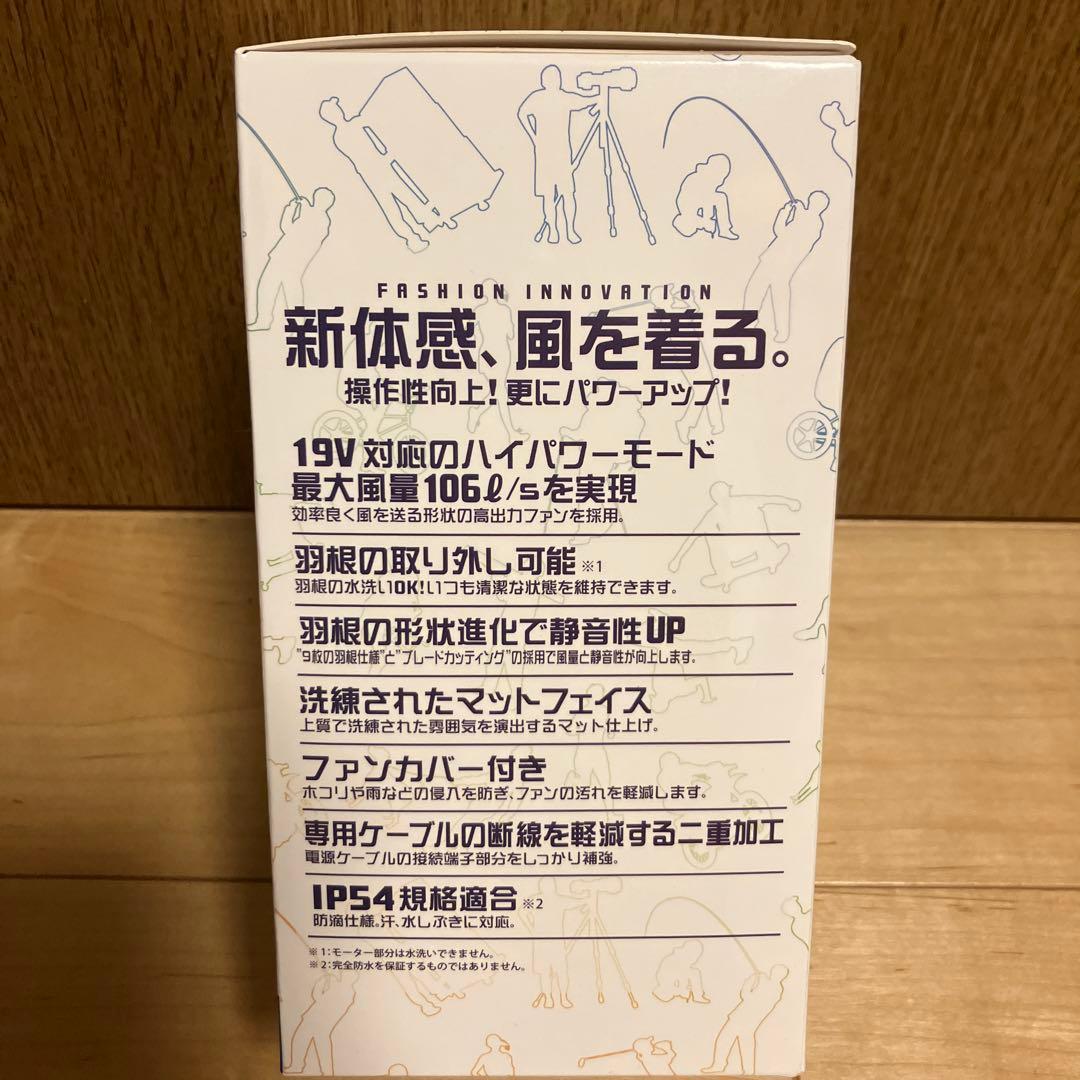 FASHION INNOVATION
新体感、風を着る。
操作性向上!更にパワーアップ!
19V対応のハイパワーモード
最大風量106ℓ/sを実現
効率良く風を送る形状の高出力ファンを採用。
羽根の取り外し可能※1
羽根の水洗いOK!いつも清潔な状態を維持できます。
羽根の形状進化で静音性UP
"9枚の羽根仕様"と"ブレードカッティング"の採用で風量と静音性が向上します。
洗練されたマットフェイス
上質で洗練された雰囲気を演出するマット仕上げ。
ファンカバー付き
ホコリや雨などの侵入を防ぎ、ファンの汚れを軽減します。
専用ケーブルの断線を軽減する二重加工
電源ケーブルの接続端子部分をしっかり補強。
IP54規格適合※2
防滴仕様。汗、水しぶきに対応。
※1:モーター部分は水洗いできません。
※2:完全防水を保証するものではありません。